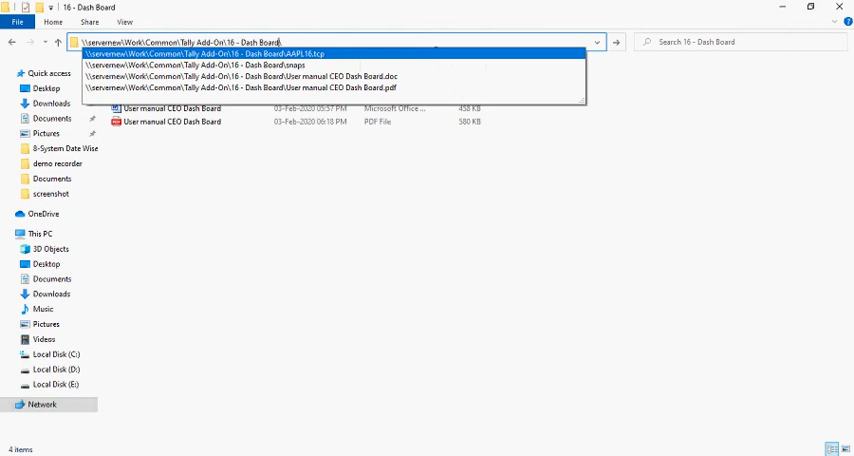 16 - Dash Board
File Home Share View
\\servernew\Work\Common\Tally Add-On\16 - Dash Board\
Search 16 - Dash Board
\\servernew\Work\Common\Tally Add-On\16 - Dash Board\AAPL16.tcp
\\servernew\Work\Common\Tally Add-On\16 - Dash Board\snaps
\\servernew\Work\Common\Tally Add-On\16 - Dash Board\User manual CEO Dash Board.doc
\\servernew\Work\Common\Tally Add-On\16 - Dash Board\User manual CEO Dash Board.pdf
User manual CEO Dash Board 03-Feb-2020 05:57 PM Microsoft Office ... 458 KB
User manual CEO Dash Board 03-Feb-2020 06:18 PM PDF File 580 KB
Quick access
Desktop
Downloads
Documents
Pictures
8-System Date Wise
demo recorder
Documents
screenshot
OneDrive
This PC
3D Objects
Desktop
Documents
Downloads
Music
Pictures
Videos
Local Disk (C:)
Local Disk (D:)
Local Disk (E:)
Network
4 items